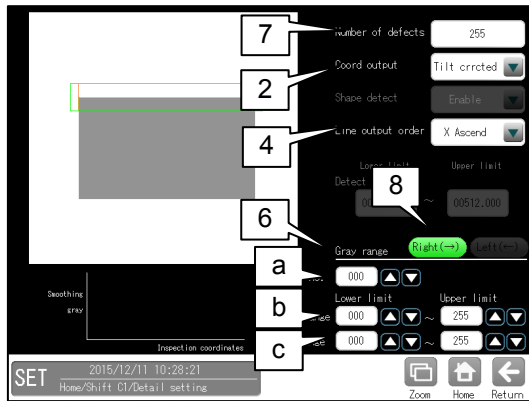 7
Number of defects 255
2
Coord output Tilt crrcted
Shape detect Enable
4
Line output order X Ascend
Lower limit Upper limit
Detect
8
~ 00512.000
6
Gray range Right(→) Left(←)
a
000
Lower limit Upper limit
b
000 ~ 255
c
000 ~ 255
Smoothing
gray
Inspection coordinates
SET
2015/12/11 10:28:21
Home/Shift C1/Detail setting
Zoom Home Return